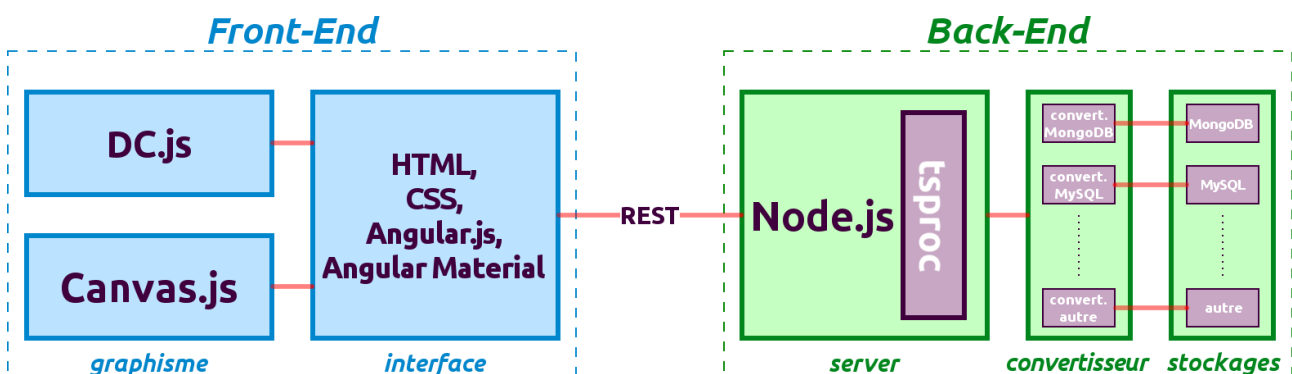 Front-End
Back-End
DC.js
Canvas.js
HTML,
CSS,
Angular.js,
Angular Material
REST
Node.js
tsproc
convert.
MongoDB
MongoDB
convert.
MySQL
MySQL
convert.
autre
autre
graphisme
interface
server
convertisseur
stockages